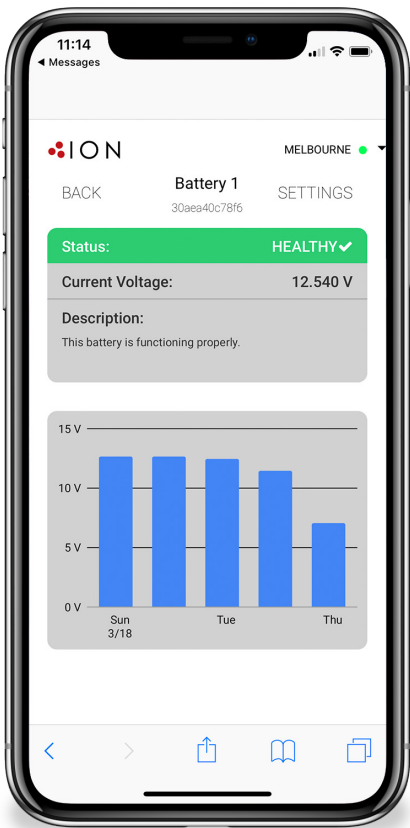 11:14
Messages
ION
MELBOURNE
BACK
Battery 1
SETTINGS
30aea40c78f6
Status:
HEALTHY
Current Voltage:
12.540 V
Description:
This battery is functioning properly.
15 V
10 V
5 V
0 V
Sun
Tue
Thu
3/18